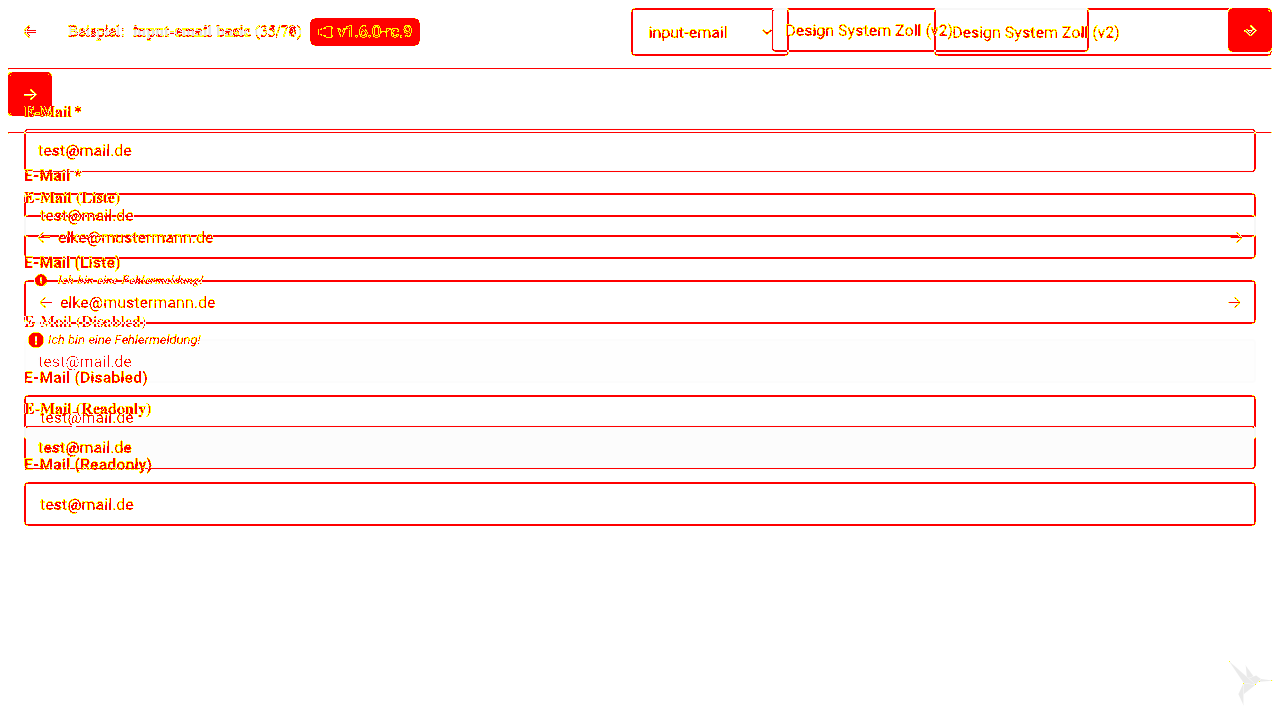 Beispiel: input-email basic (35/78) v1.6.0-rc.9 input-email Design System Zoll (v2) Design System Zoll (v2)
E-Mail *
test@mail.de
E-Mail *
E-Mail (Liste)
test@mail.de
elke@mustermann.de
E-Mail (Liste)
Ich bin eine Fehlermeldung!
elke@mustermann.de
E-Mail (Disabled)
Ich bin eine Fehlermeldung!
test@mail.de
E-Mail (Disabled)
E-Mail (Readonly)
test@mail.de
test@mail.de
E-Mail (Readonly)
test@mail.de